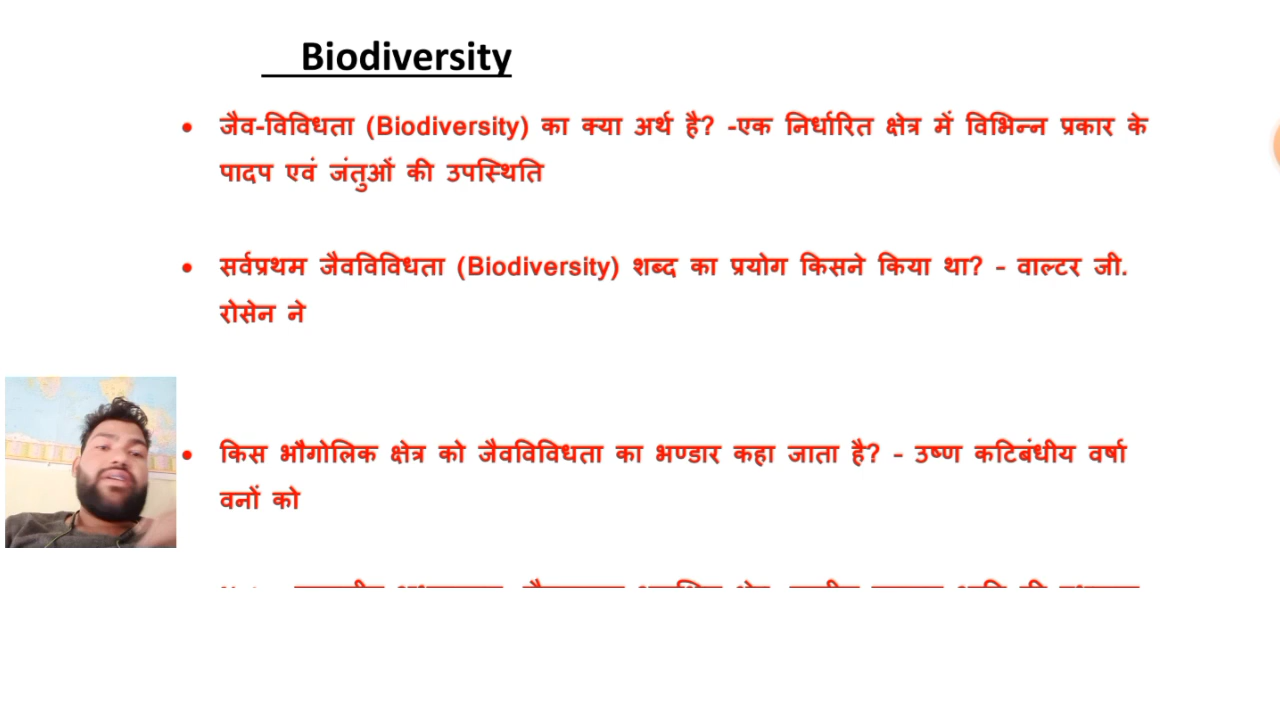 Biodiversity
• जैव-विविधता (Biodiversity) का क्या अर्थ है? -एक निर्धारित क्षेत्र में विभिन्न प्रकार के
पादप एवं जंतुओं की उपस्थिति
• सर्वप्रथम जैवविविधता (Biodiversity) शब्द का प्रयोग किसने किया था? – वाल्टर जी.
रोसेन ने
• किस भौगोलिक क्षेत्र को जैवविविधता का भण्डार कहा जाता है? – उष्ण कटिबंधीय वर्षा
वनों को